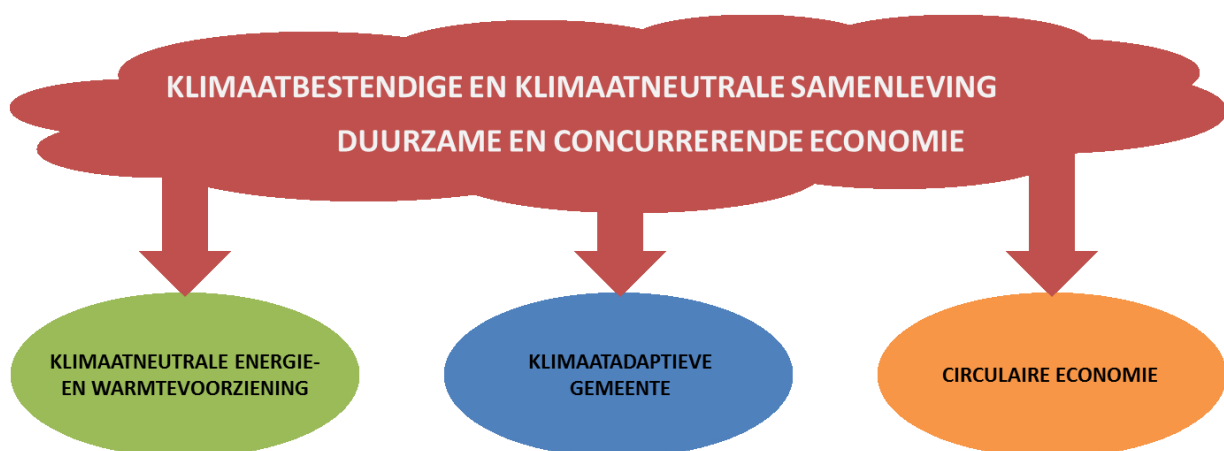 KLIMAATBESTENDIGE EN KLIMAATNEUTRALE SAMENLEVING
DUURZAME EN CONCURRERENDE ECONOMIE
KLIMAATNEUTRALE ENERGIE-
EN WARMTEVOORZIENING
KLIMAATADAPTIEVE
GEMEENTE
CIRCULAIRE ECONOMIE